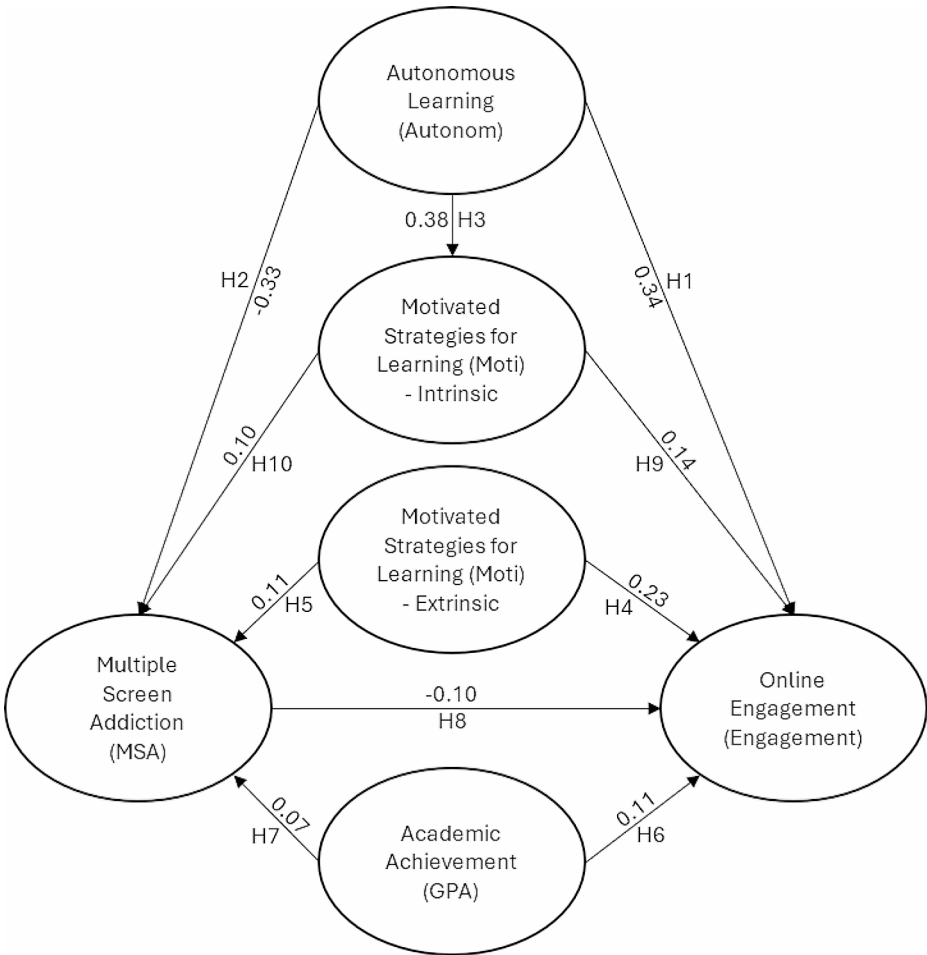 Autonomous
Learning
(Autonom)
0.38 H3
H2
-0.33
0.34
H1
Motivated
Strategies for
Learning (Moti)
- Intrinsic
0.10
H10
0.14
H9
Motivated
Strategies for
Learning (Moti)
- Extrinsic
0.11
H5
0.23
H4
Multiple
Screen
Addiction
(MSA)
-0.10
H8
Online
Engagement
(Engagement)
0.07
H7
0.11
H6
Academic
Achievement
(GPA)